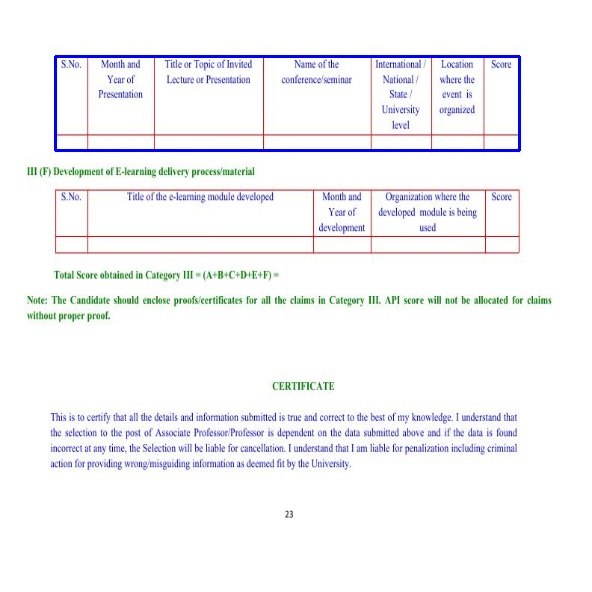 S.No. Month and Title or Topic of Invited Name of the International / Location Score
Year of Lecture or Presentation conference/seminar National / where the
Presentation State / event is
University organized
level
III (F) Development of E-learning delivery process/material
S.No. Title of the e-learning module developed Month and Organization where the Score
Year of developed module is being
development used
Total Score obtained in Category III = (A+B+C+D+E+F) =
Note: The Candidate should enclose proofs/certificates for all the claims in Category III. API score will not be allocated for claims
without proper proof.
CERTIFICATE
This is to certify that all the details and information submitted is true and correct to the best of my knowledge. I understand that
the selection to the post of Associate Professor/Professor is dependent on the data submitted above and if the data is found
incorrect at any time, the Selection will be liable for cancellation. I understand that I am liable for penalization including criminal
action for providing wrong/misguiding information as deemed fit by the University.
23